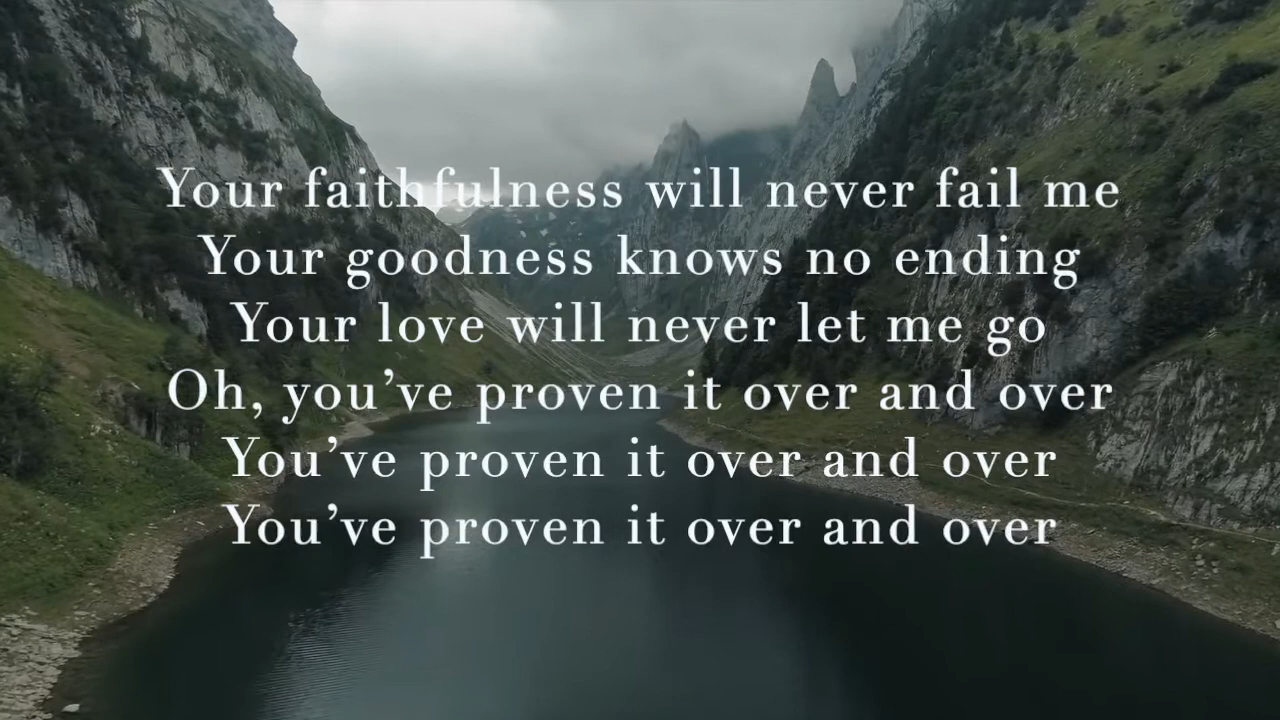 Your faithfulness will never fail me
Your goodness knows no ending
Your love will never let me go
Oh, you’ve proven it over and over
You’ve proven it over and over
You’ve proven it over and over